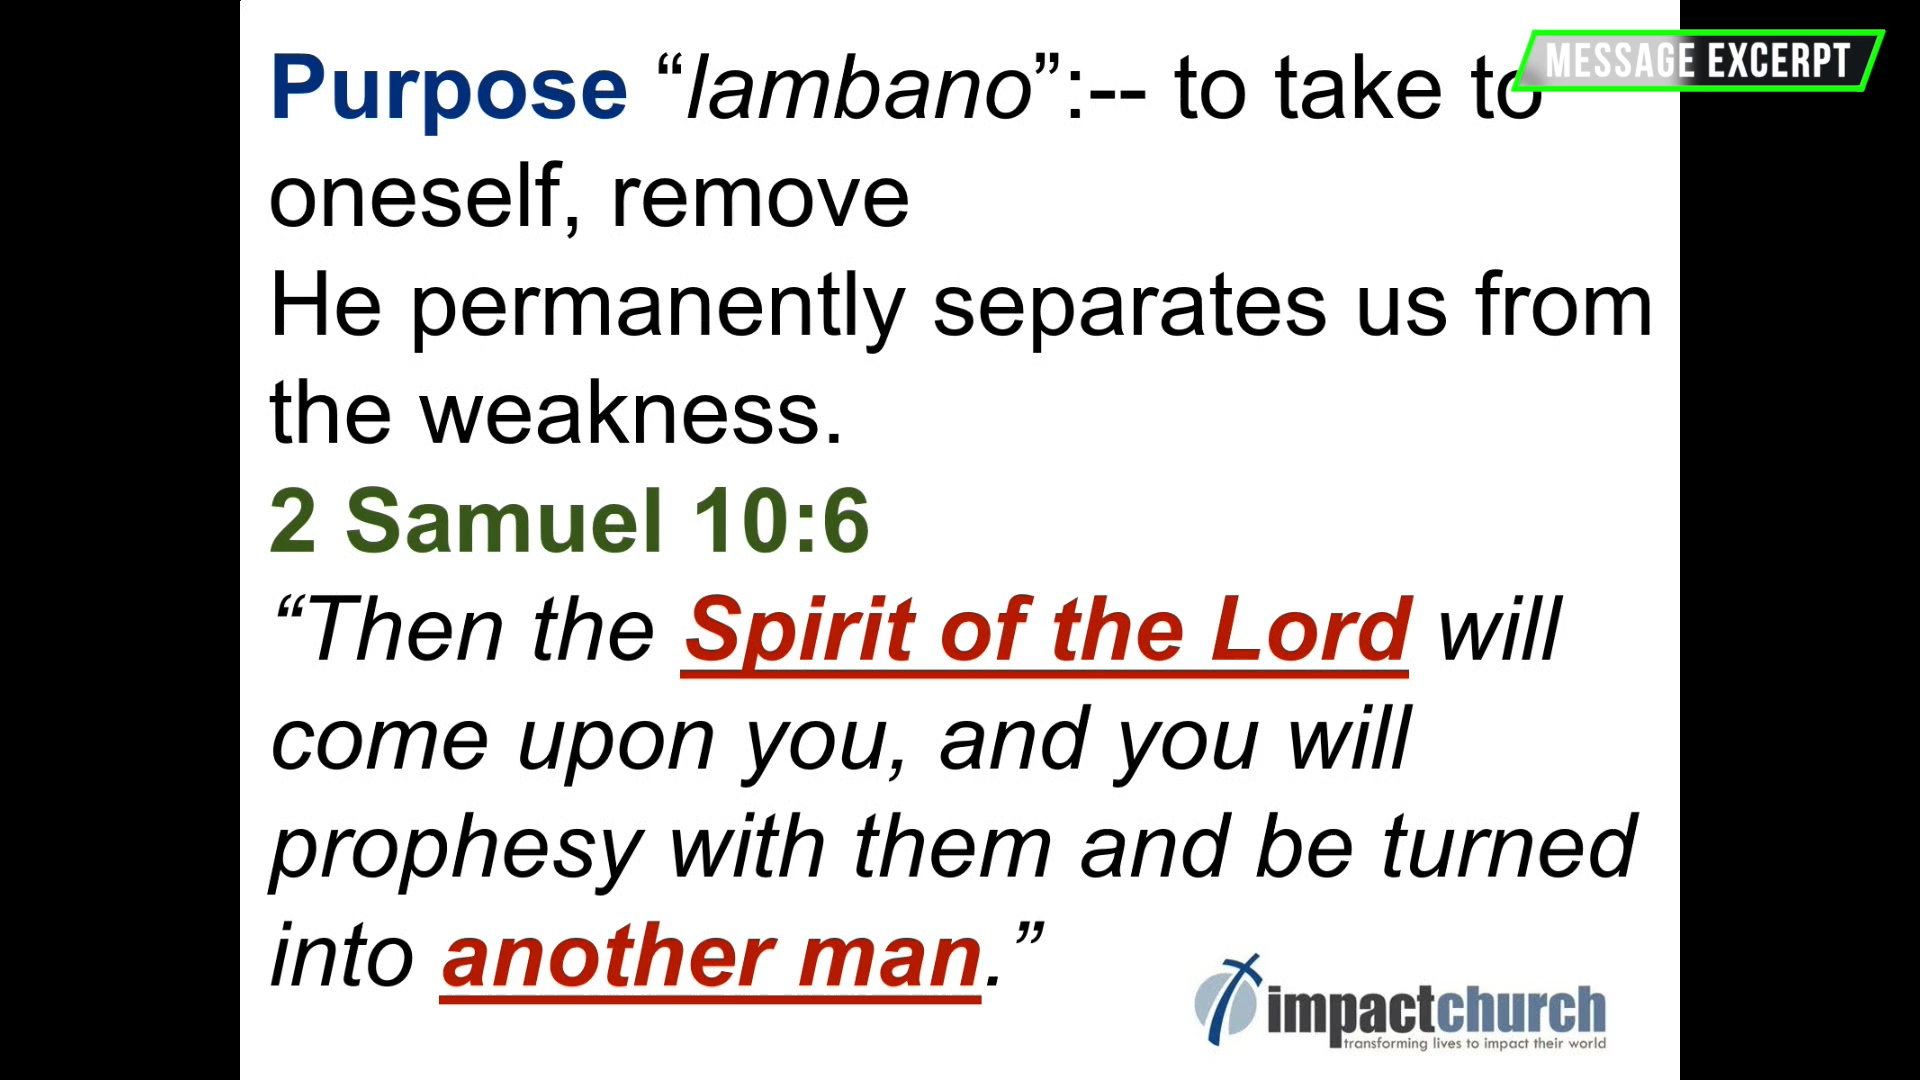 Purpose “lambano”:-- to take to
MESSAGE EXCERPT
oneself, remove
He permanently separates us from
the weakness.
2 Samuel 10:6
“Then the Spirit of the Lord will
come upon you, and you will
prophesy with them and be turned
into another man.”
impactchurch
transforming lives to impact their world